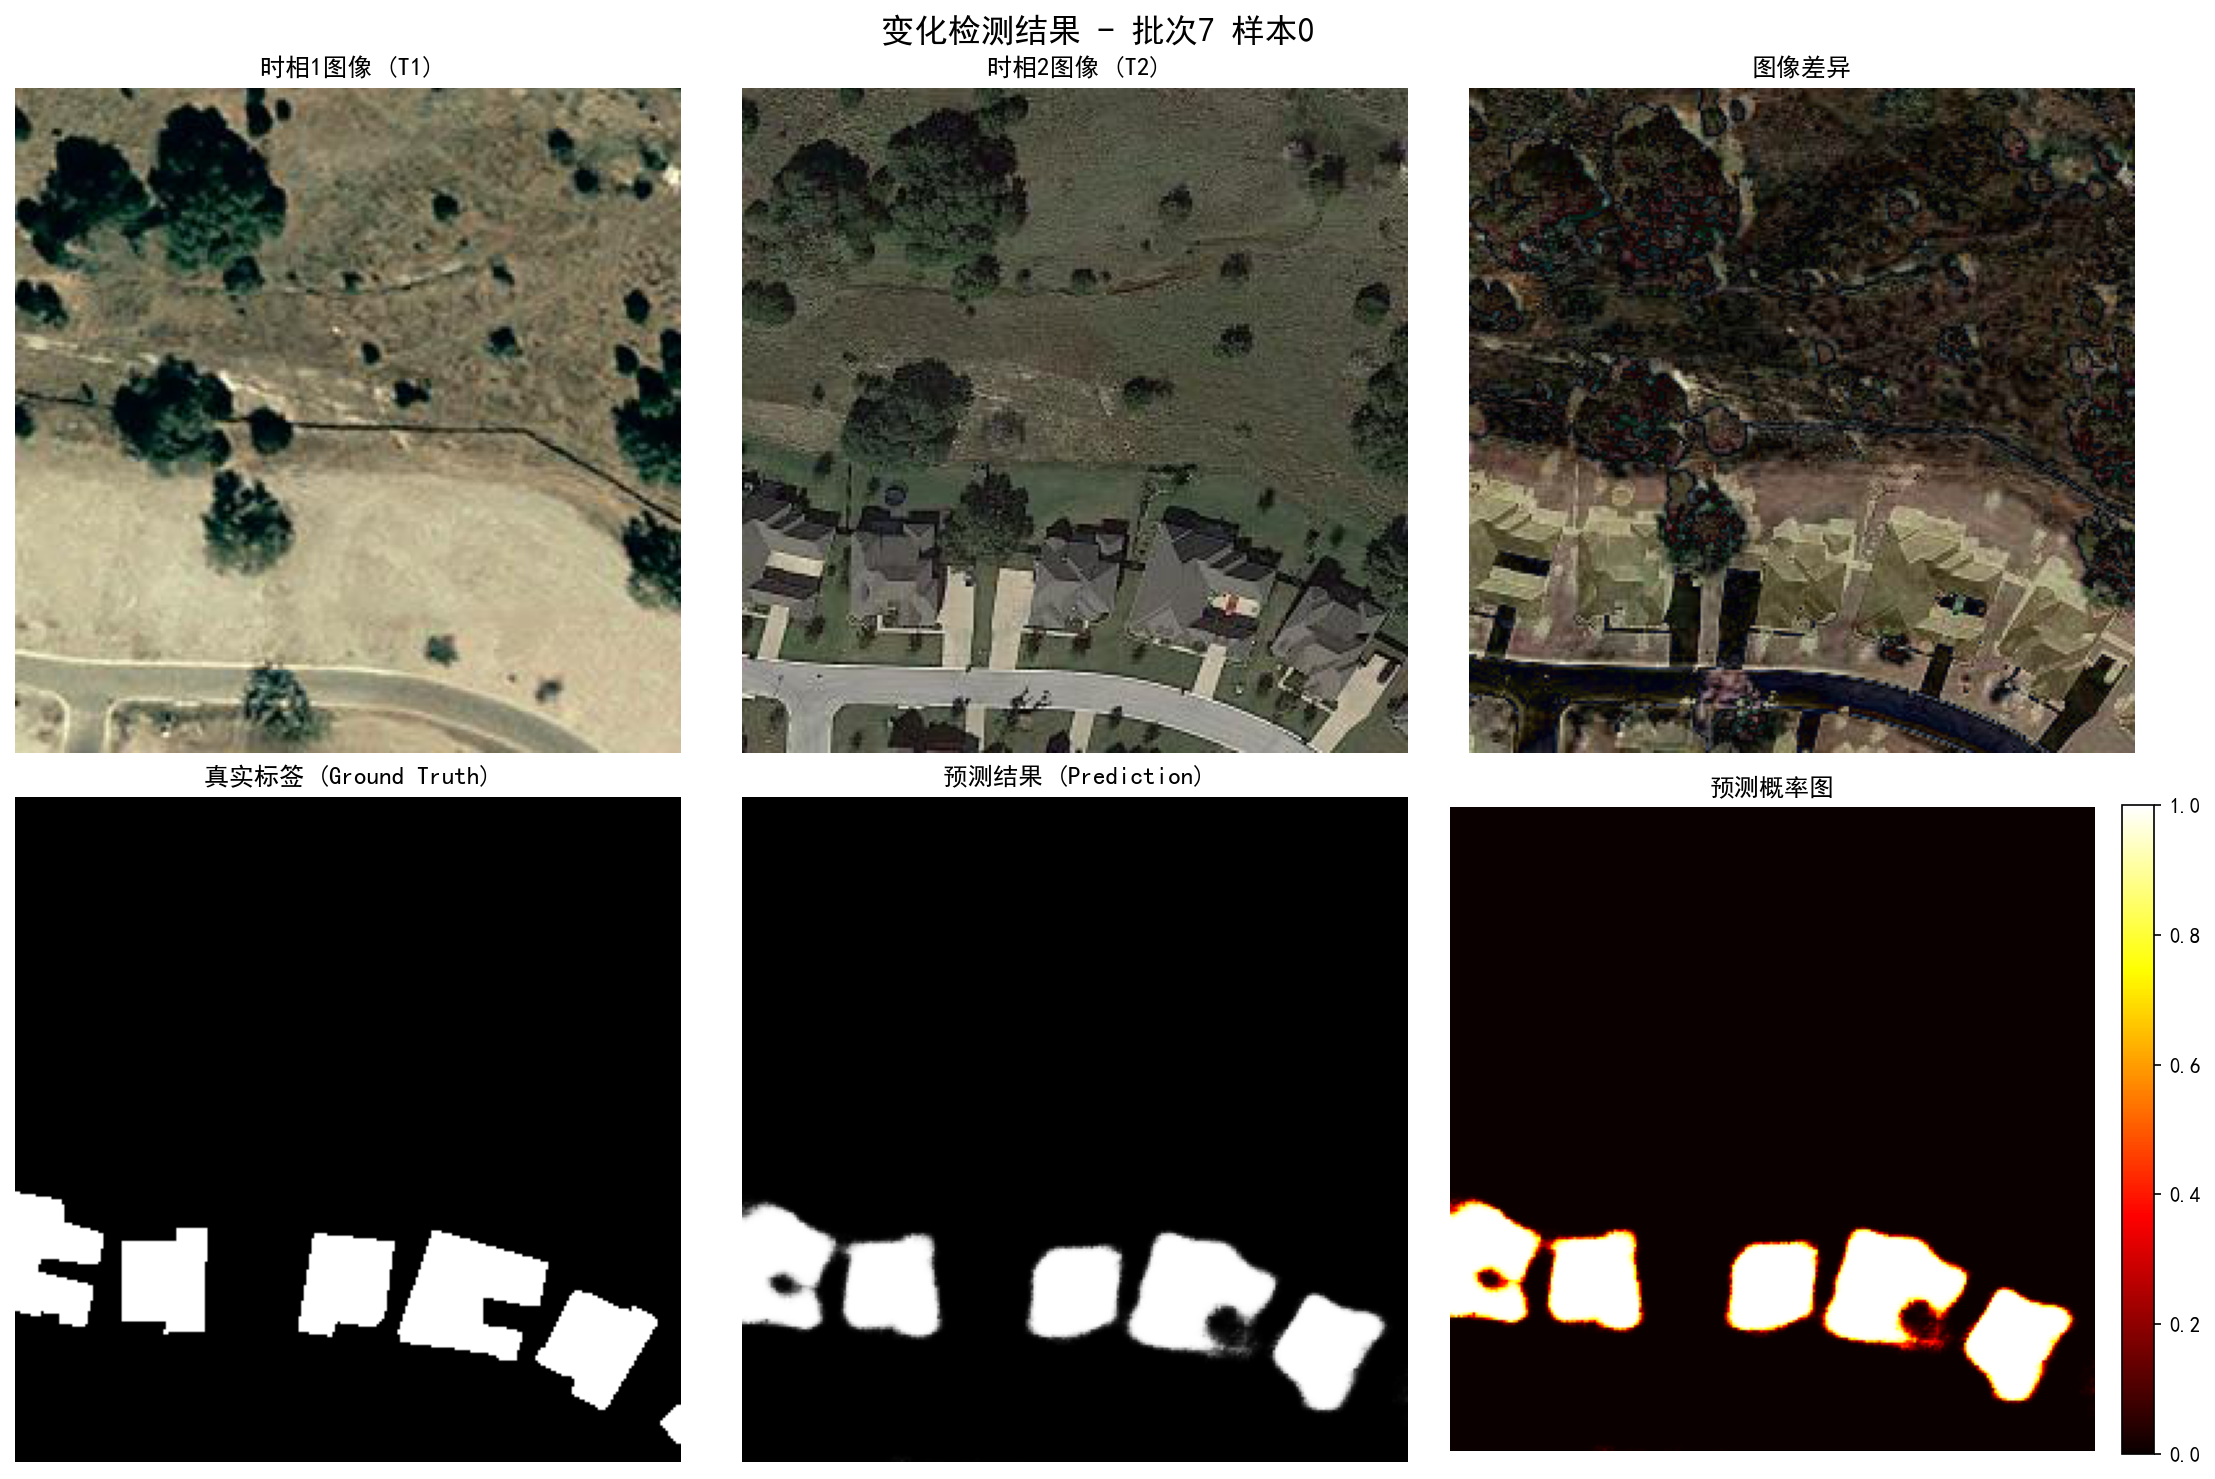 变化检测结果 - 批次7 样本0
时相1图像 (T1)
时相2图像 (T2)
图像差异
真实标签 (Ground Truth)
预测结果 (Prediction)
预测概率图
1.0
0.8
0.6
0.4
0.2
0.0